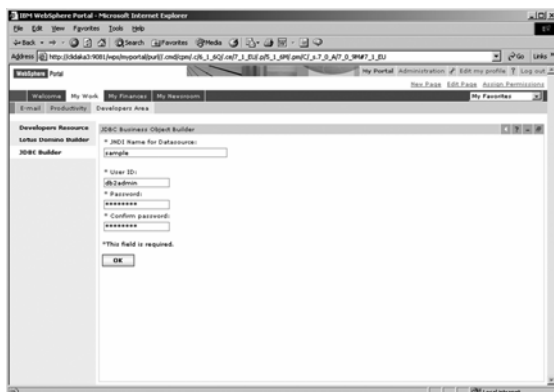 IBM WebSphere Portal - Microsoft Internet Explorer
File Edit View Favorites Tools Help
Back Search Favorites Media
Address Go Links
WebSphere Portal
My Portal Administration Edit my profile ? Log out
New Page Edit Page Assign Permissions
Welcome My Work My Finances My Newsroom My Favorites
E-mail Productivity Developers Area
Developers Resource
Lotus Domino Builder
JDBC Builder
JDBC Business Object Builder
* JNDI Name for Datasource:
sample
* User ID:
db2admin
* Password:
********
* Confirm password:
********
*This field is required.
OK
Local intranet